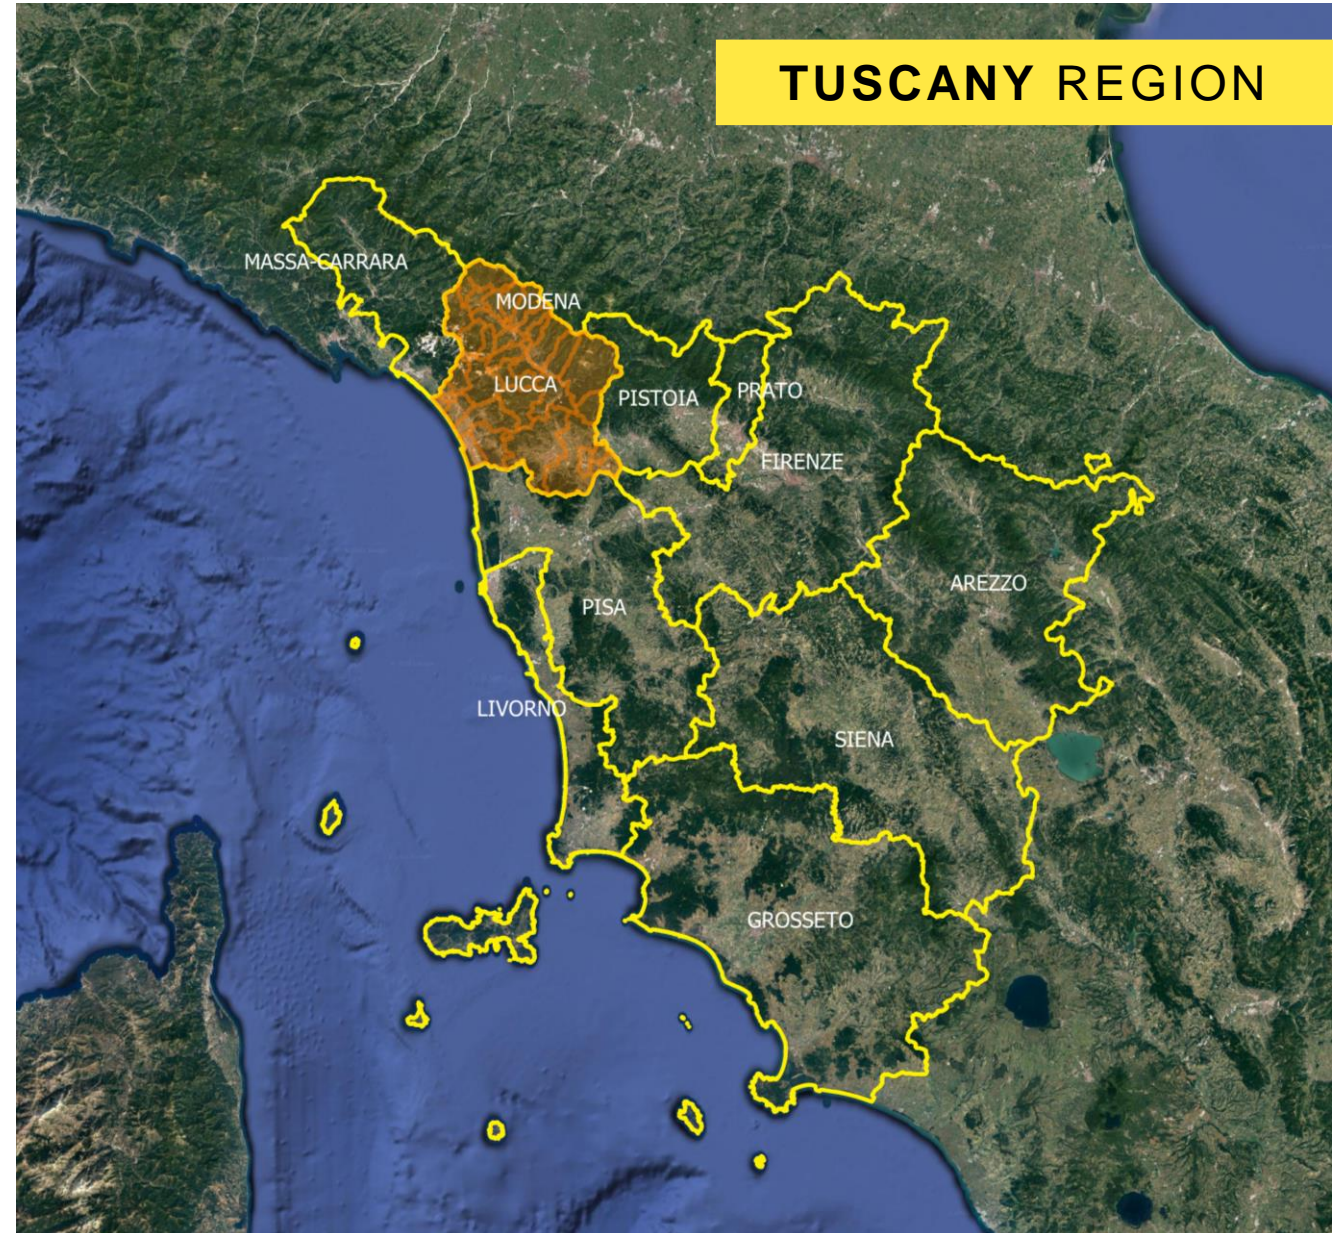 TUSCANY REGION
MASSA-CARRARA
MODENA
LUCCA
PISTOIA
PRATO
FIRENZE
AREZZO
PISA
LIVORNO
SIENA
GROSSETO